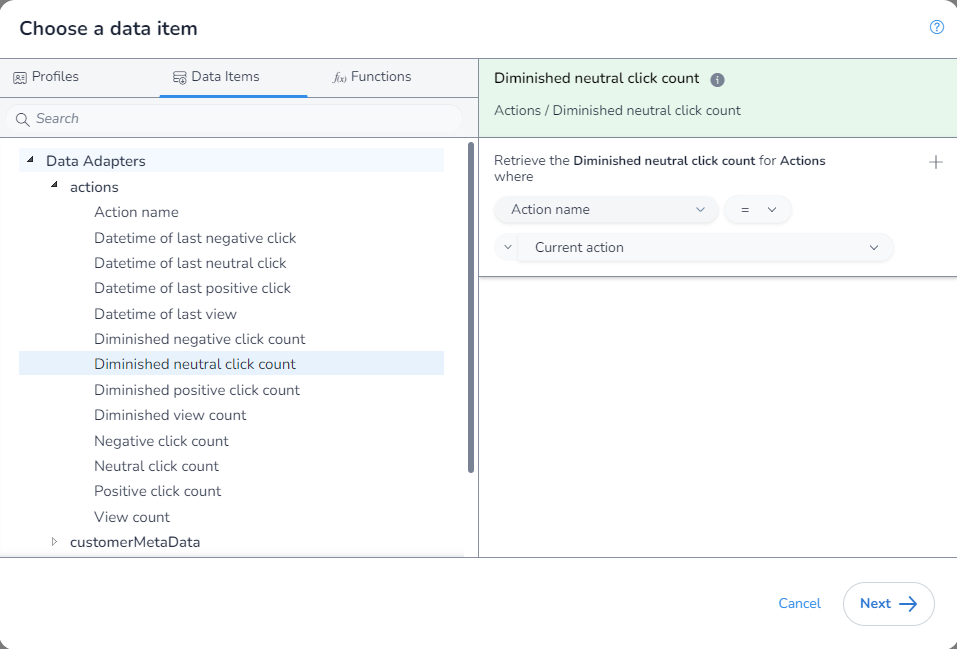 Choose a data item
?
Profiles
Data Items
f(x) Functions
Search
Data Adapters
actions
Action name
Datetime of last negative click
Datetime of last neutral click
Datetime of last positive click
Datetime of last view
Diminished negative click count
Diminished neutral click count
Diminished positive click count
Diminished view count
Negative click count
Neutral click count
Positive click count
View count
customerMetaData
Diminished neutral click count i
Actions / Diminished neutral click count
Retrieve the Diminished neutral click count for Actions
where
Action name =
Current action
Cancel
Next